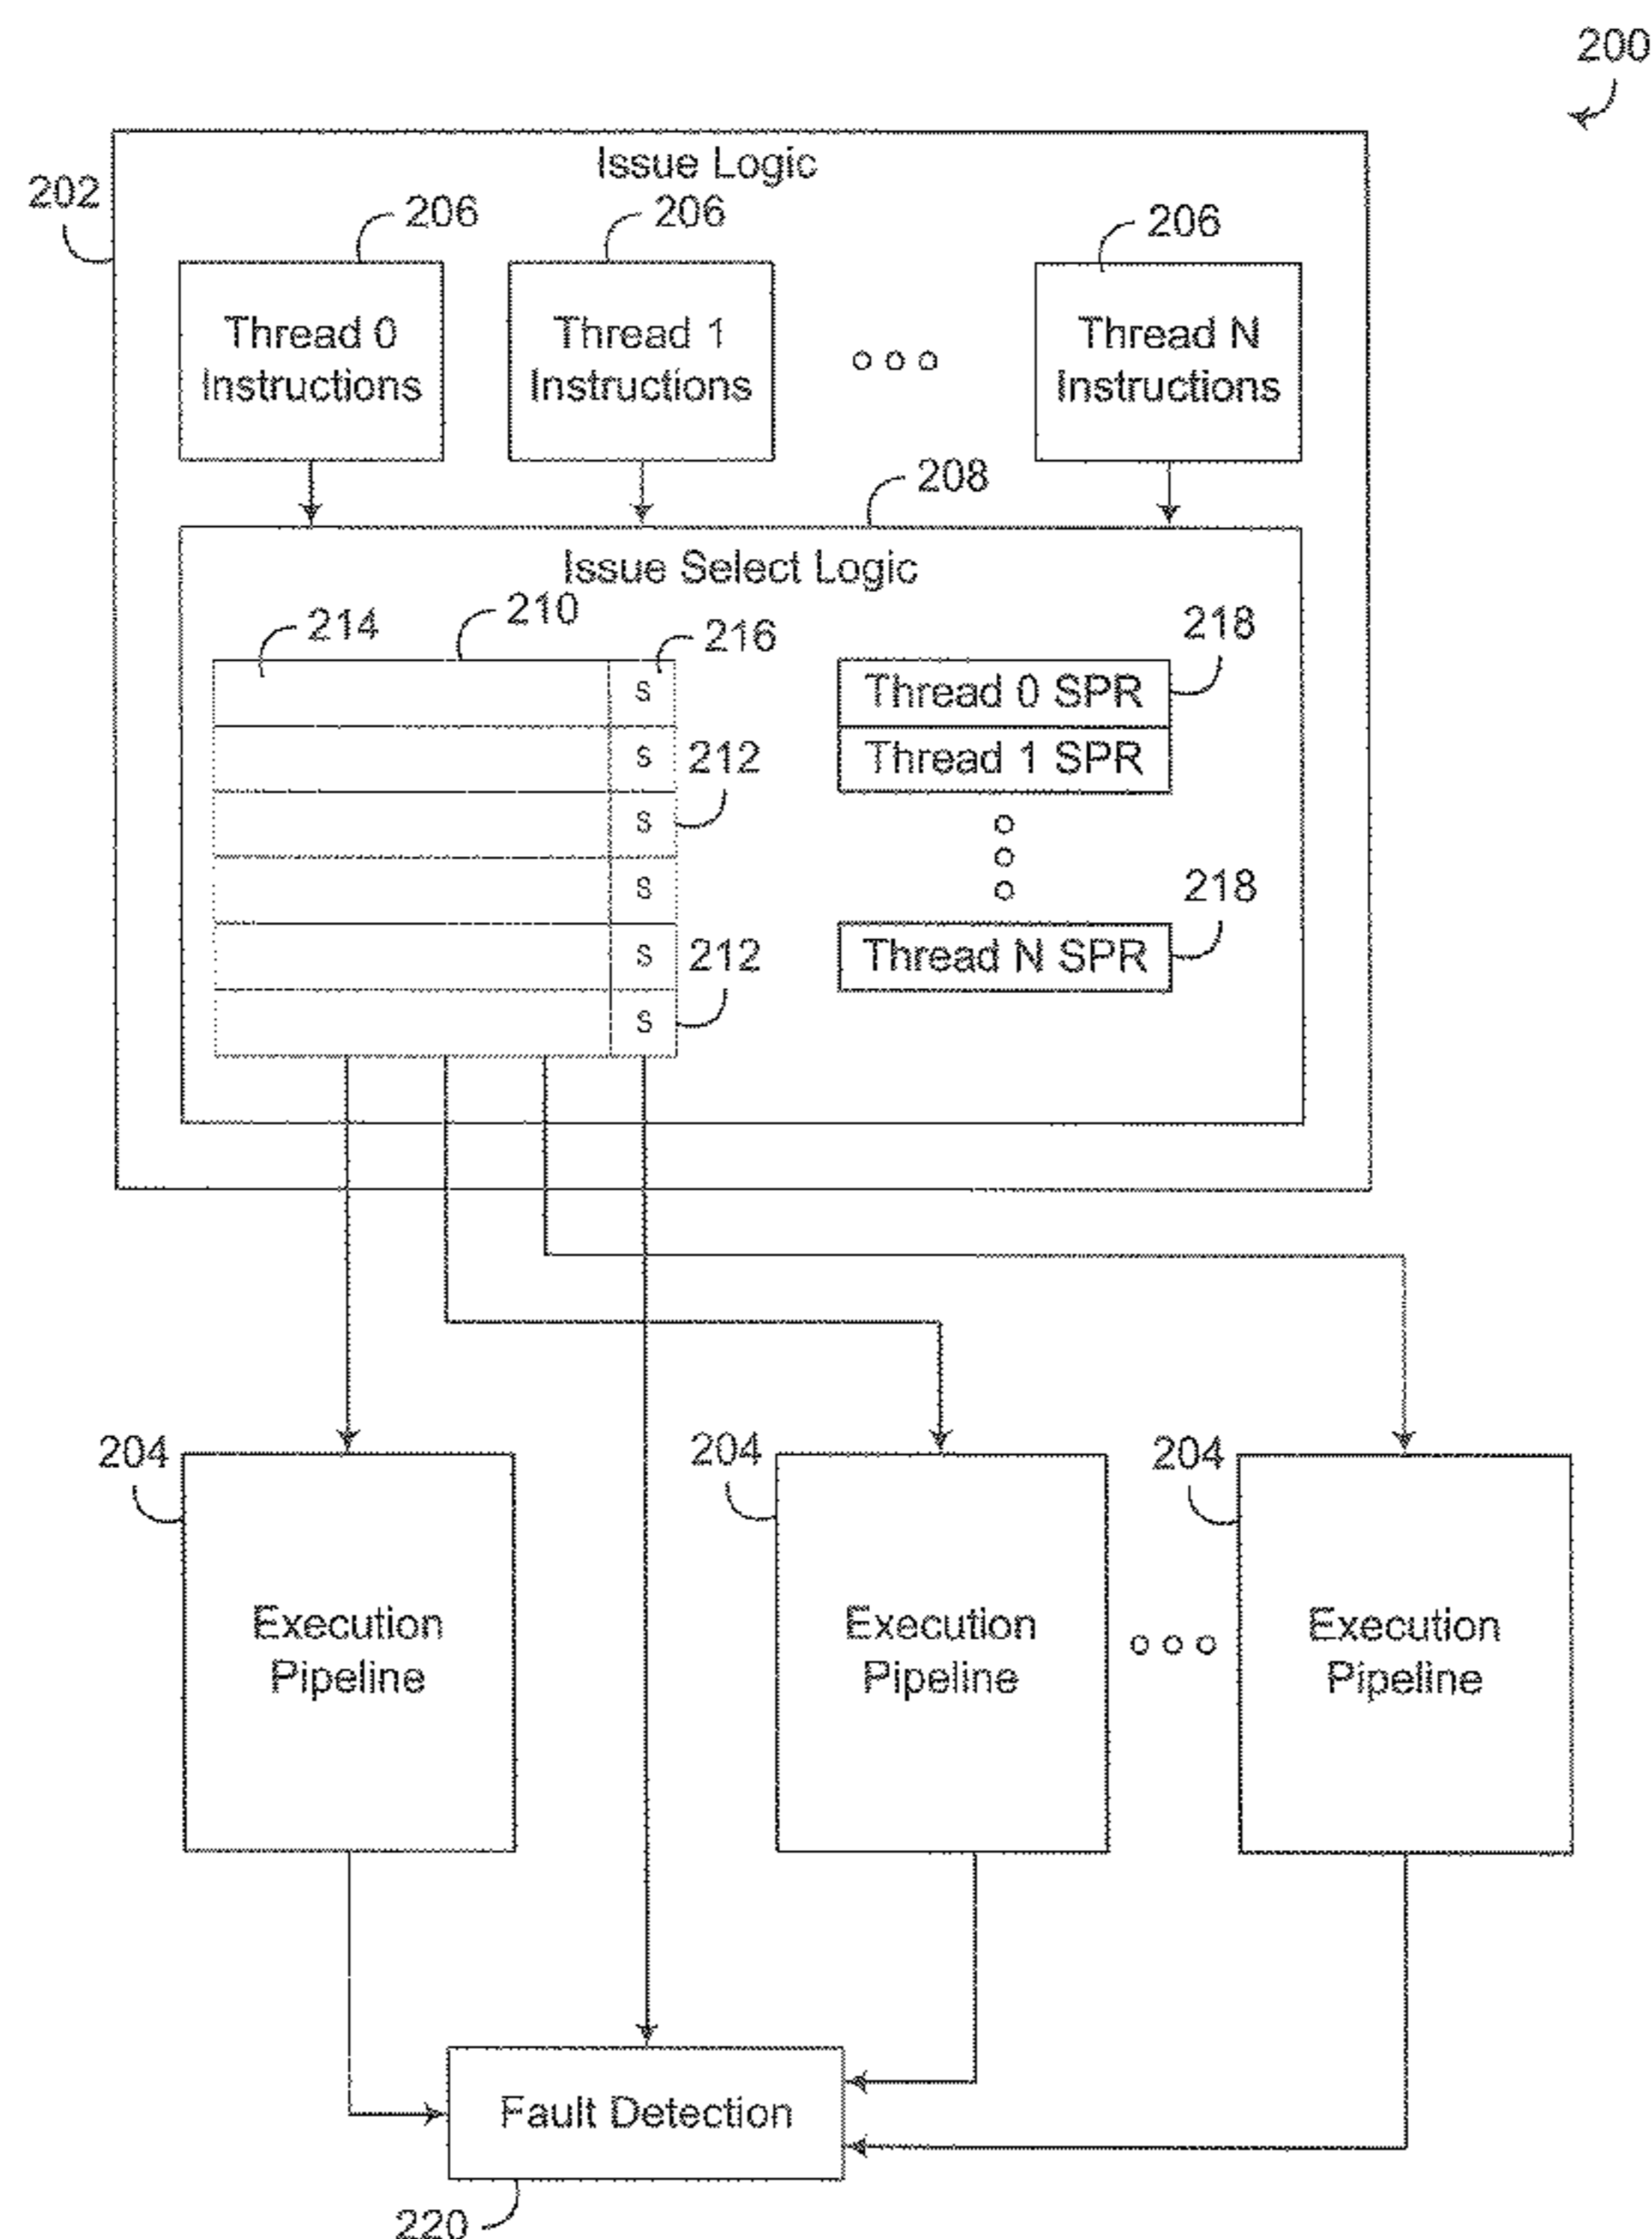 200
Issue Logic
202
206
206
206
Thread 0
Instructions
Thread 1
Instructions
Thread N
Instructions
208
Issue Select Logic
214
210
216
218
S
Thread 0 SPR
S
212
Thread 1 SPR
S
S
218
S
212
Thread N SPR
S
204
204
204
Execution
Pipeline
Execution
Pipeline
Execution
Pipeline
Fault Detection
220